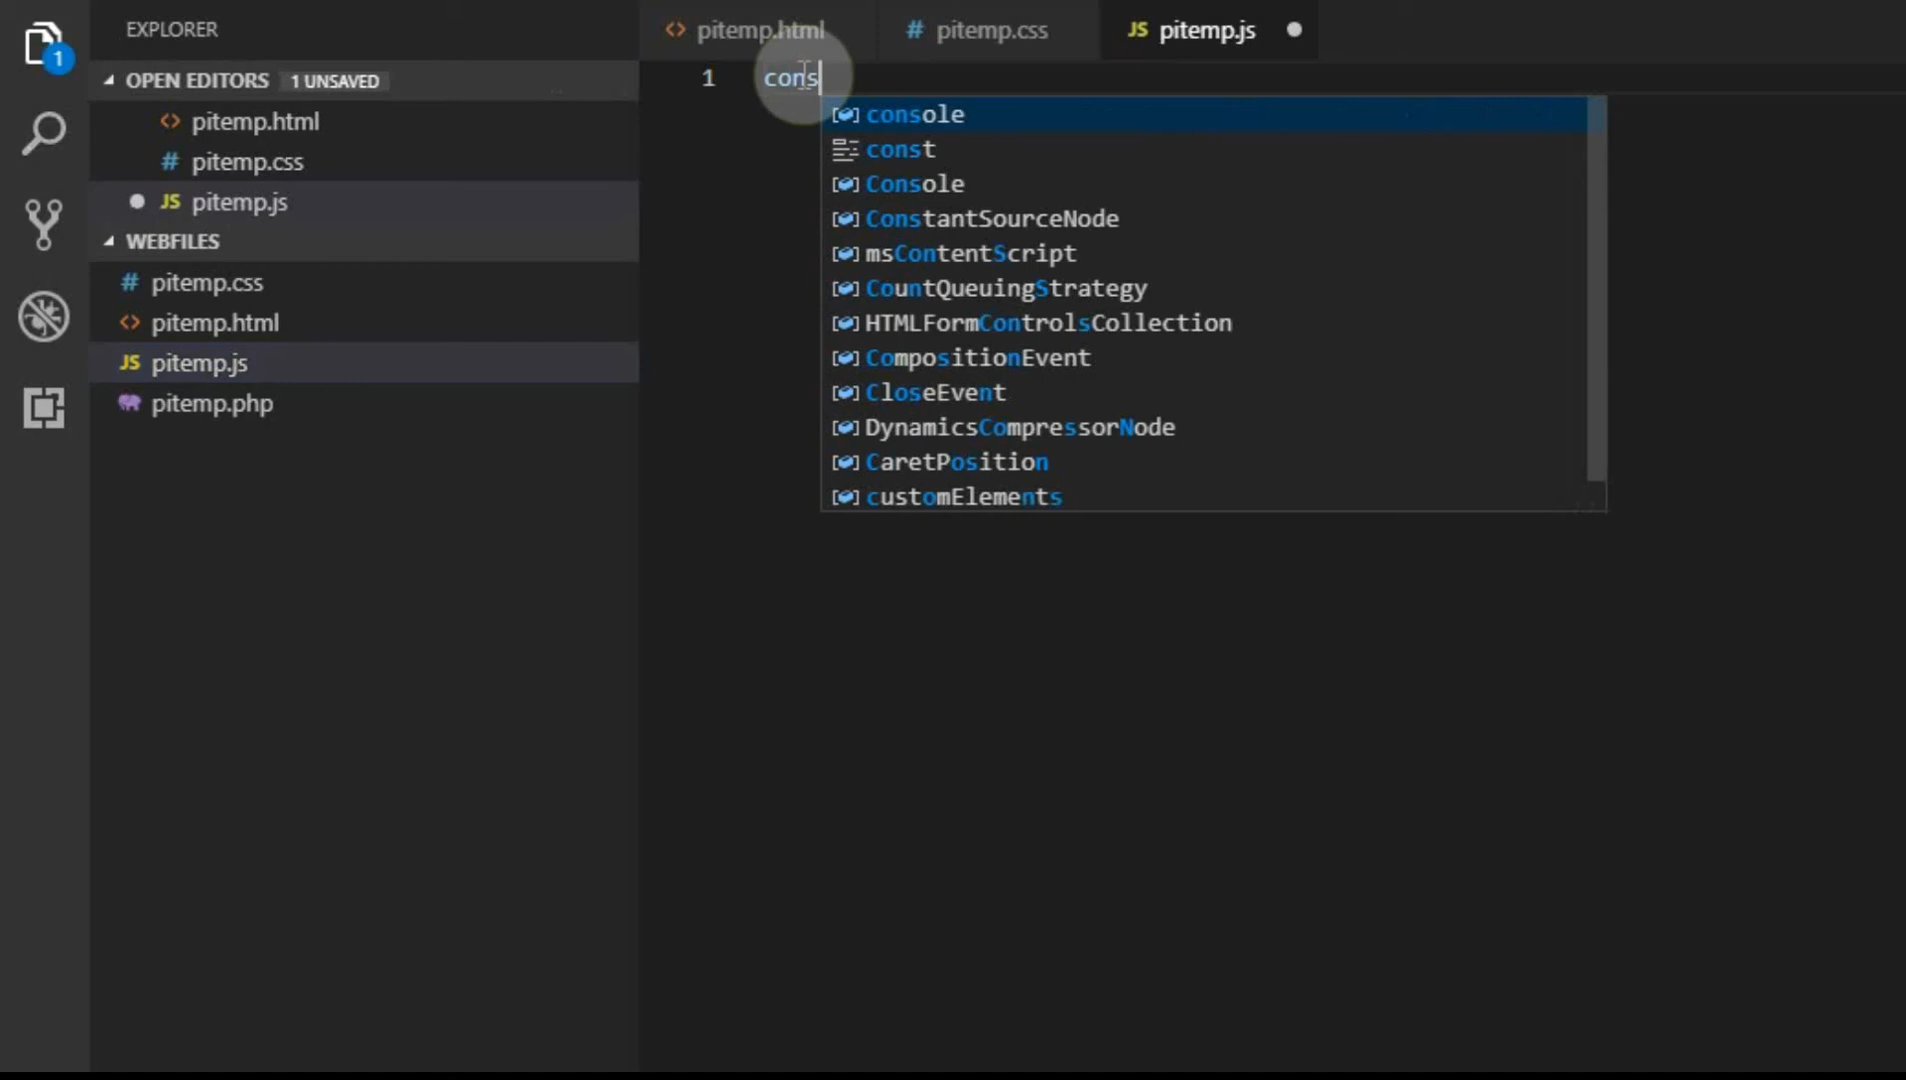 EXPLORER
OPEN EDITORS 1 UNSAVED
<> pitemp.html
# pitemp.css
JS pitemp.js
WEBFILES
# pitemp.css
<> pitemp.html
JS pitemp.js
pitemp.php
1
<> pitemp.html # pitemp.css JS pitemp.js
1 cons
console
const
Console
ConstantSourceNode
msContentScript
CountQueuingStrategy
HTMLFormControlsCollection
CompositionEvent
CloseEvent
DynamicsCompressorNode
CaretPosition
customElements